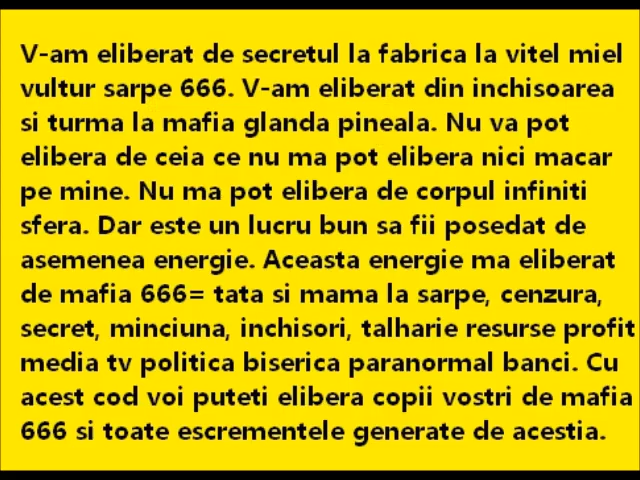 V-am eliberat de secretul la fabrica la vitel miel
vultur sarpe 666. V-am eliberat din inchisoarea
si turma la mafia glanda pineala. Nu va pot
elibera de ceia ce nu ma pot elibera nici macar
pe mine. Nu ma pot elibera de corpul infiniti
sfera. Dar este un lucru bun sa fii posedat de
asemenea energie. Aceasta energie ma eliberat
de mafia 666= tata si mama la sarpe, cenzura,
secret, minciuna, inchisori, talharie resurse profit
media tv politica biserica paranormal banci. Cu
acest cod voi puteti elibera copii vostri de mafia
666 si toate escrementele generate de acestia.